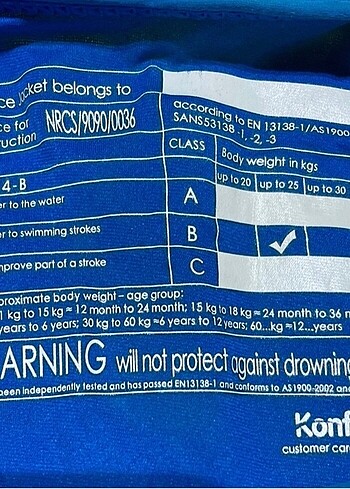 ce jacket belongs to
ce for
ruction
NRCS/9090/0036
according to EN 13138-1/AS1900
SANS53138 -1, -2, -3
CLASS
Body weight in kgs
up to 20 up to 25 up to 30
4-B
er to the water
A
er to swimming strokes
B
mprove part of a stroke
C
proximate body weight – age group:
1 kg to 15 kg ≈ 12 month to 24 month; 15 kg to 18 kg ≈ 24 month to 36 m
years to 6 years; 30 kg to 60 kg ≈6 years to 12 years; 60...kg ≈12...years
ARNING will not protect against drowning
been independently tested and has passed EN13138-1 and conforms to AS1900-2002 and
Konf
customer car